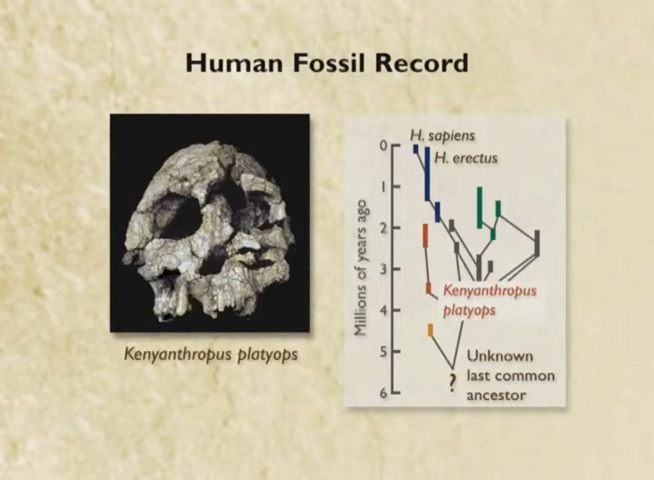 Human Fossil Record
Kenyanthropus platyops
H. sapiens
H. erectus
Millions of years ago
0
1
2
3
4
5
6
Kenyanthropus
platyops
?
Unknown
last common
ancestor